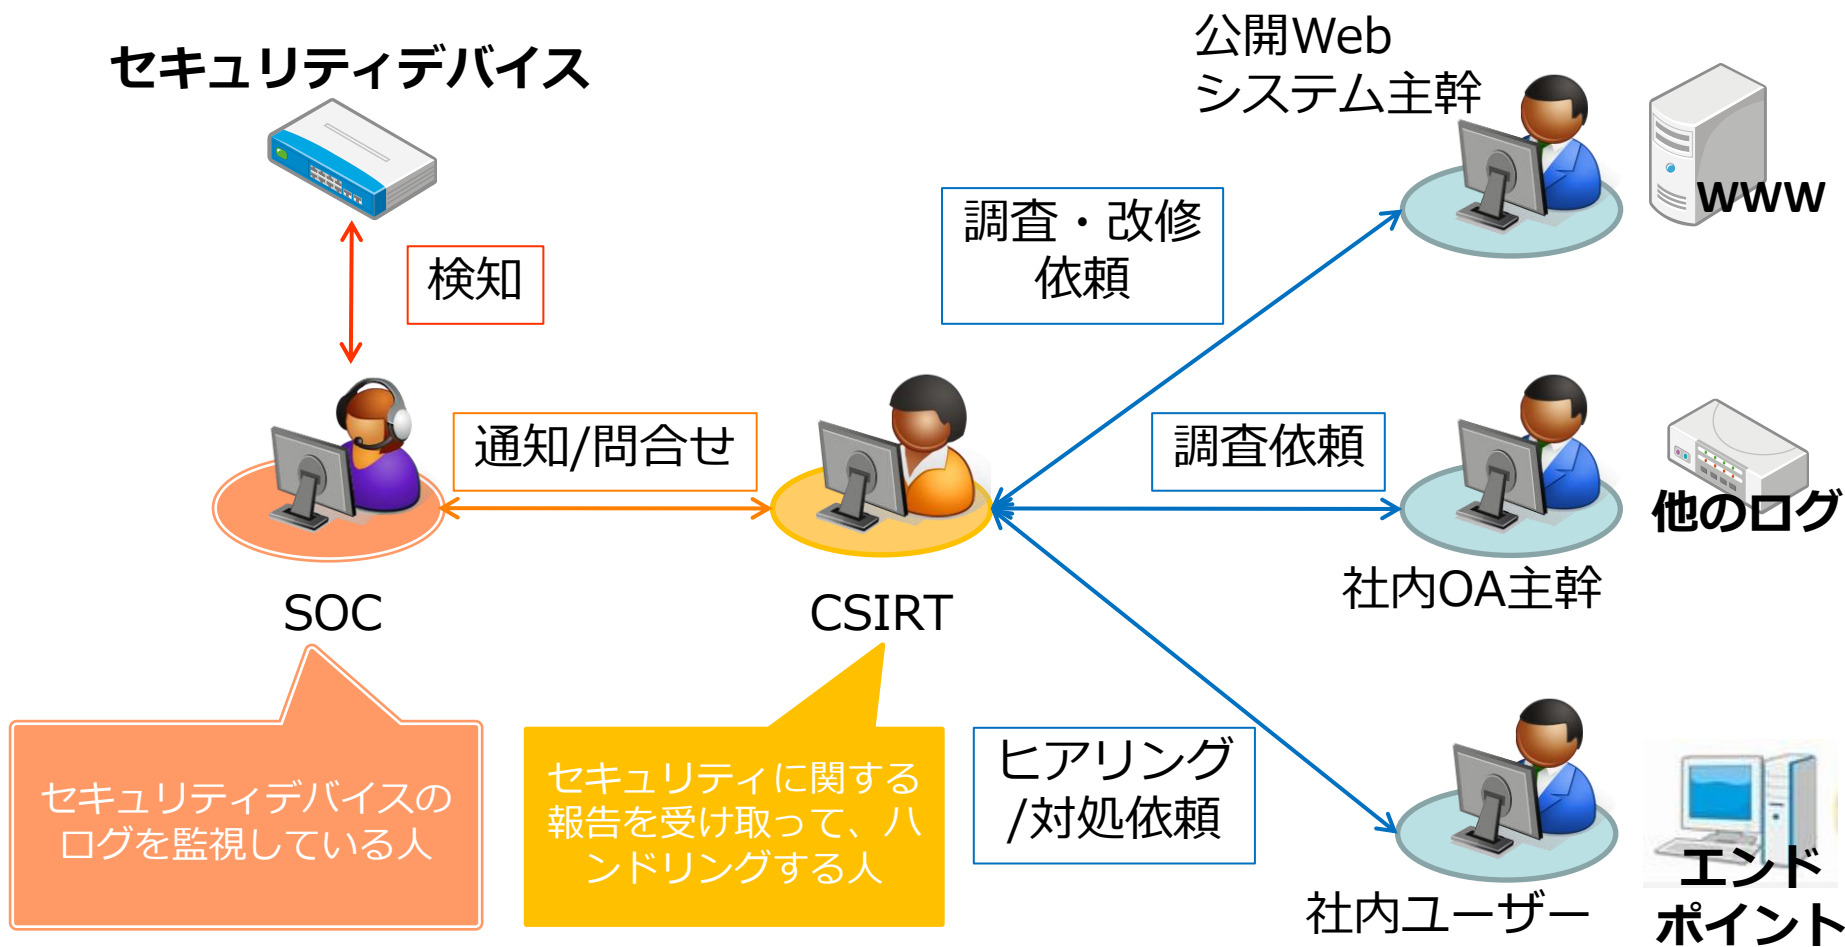 セキュリティデバイス
検知
SOC
セキュリティデバイスの
ログを監視している人
通知/問合せ
CSIRT
セキュリティに関する
報告を受け取って、ハ
ンドリングする人
調査・改修
依頼
公開Web
システム主幹
WWW
調査依頼
社内OA主幹
他のログ
ヒアリング
/対処依頼
社内ユーザー
エンド
ポイント